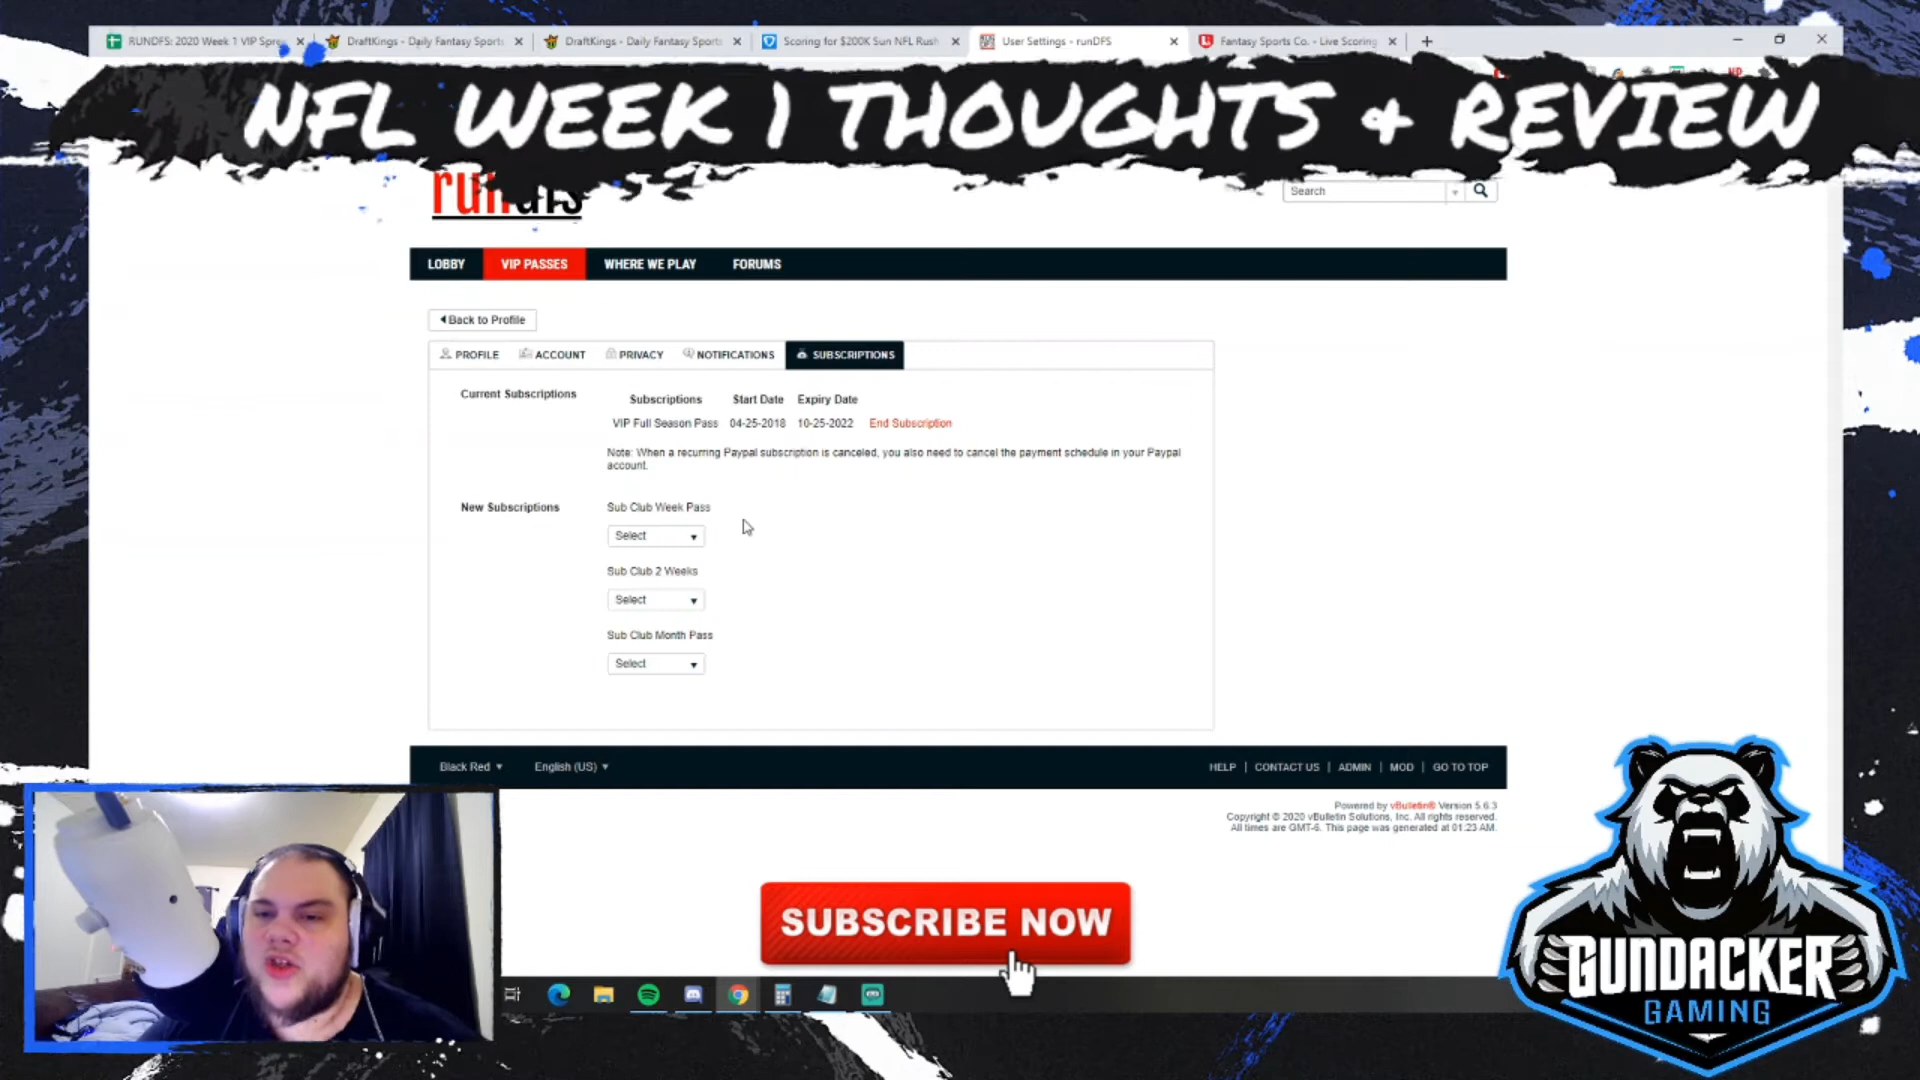 RUNDFS: 2020 Week 1 VIP Spre
DraftKings - Daily Fantasy Sports
DraftKings - Daily Fantasy Sports
Scoring for $200K Sun NFL Rush
User Settings - runDFS
Fantasy Sports Co. - Live Scoring
NFL WEEK 1 THOUGHTS & REVIEW
rundfs
Search
LOBBY
VIP PASSES
WHERE WE PLAY
FORUMS
Back to Profile
PROFILE
ACCOUNT
PRIVACY
NOTIFICATIONS
SUBSCRIPTIONS
Current Subscriptions
Subscriptions Start Date Expiry Date
VIP Full Season Pass 04-25-2018 10-25-2022 End Subscription
Note: When a recurring Paypal subscription is canceled, you also need to cancel the payment schedule in your Paypal
account.
New Subscriptions
Sub Club Week Pass
Select
Sub Club 2 Weeks
Select
Sub Club Month Pass
Select
Black Red
English (US)
HELP | CONTACT US | ADMIN | MOD | GO TO TOP
Powered by vBulletin® Version 5.6.3
Copyright © 2020 vBulletin Solutions, Inc. All rights reserved.
All times are GMT-6. This page was generated at 01:23 AM.
SUBSCRIBE NOW
GUNDACKER
GAMING